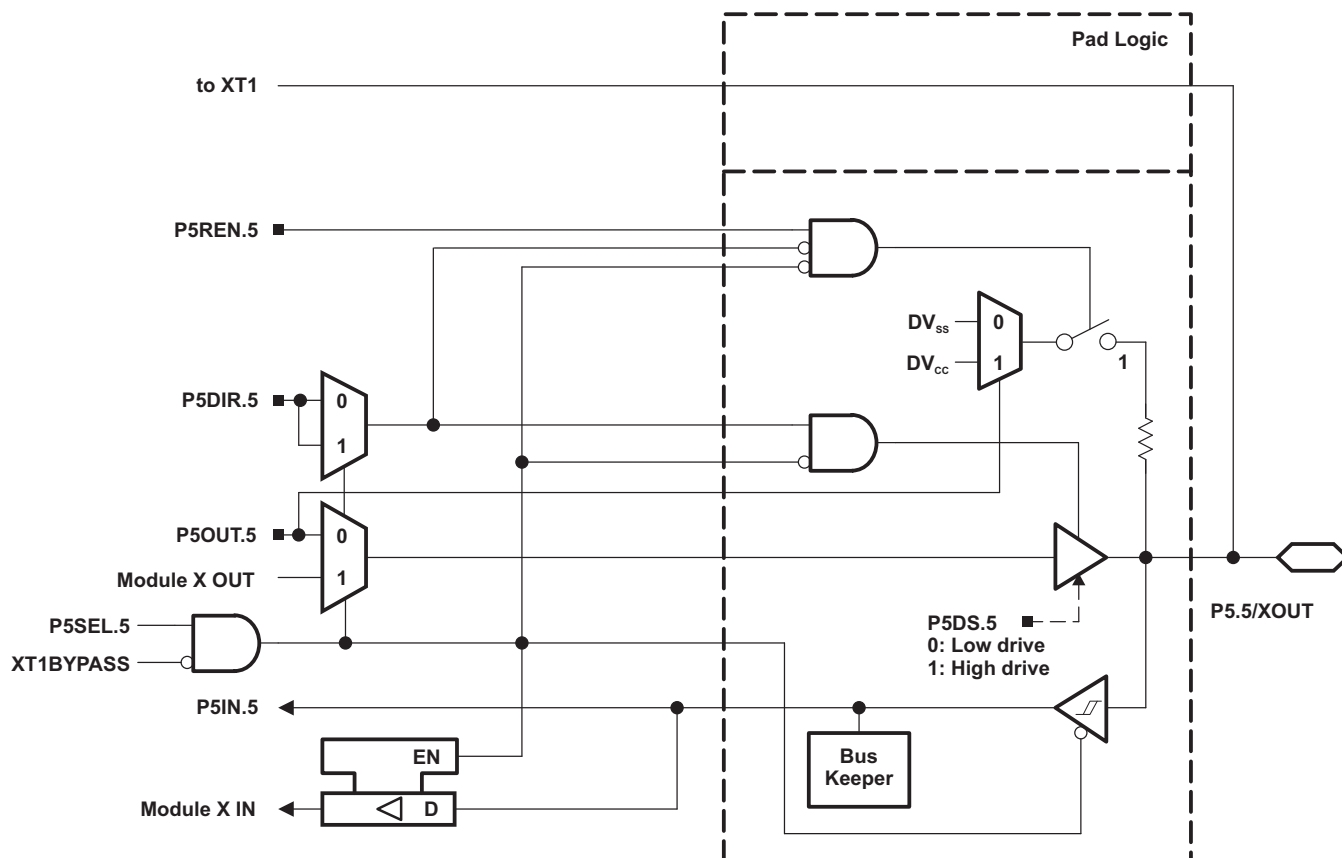 Pad Logic
to XT1
P5REN.5
DVss
0
DVcc
1
1
P5DIR.5
0
1
P5OUT.5
0
Module X OUT
1
P5SEL.5
XT1BYPASS
P5DS.5
0: Low drive
1: High drive
P5.5/XOUT
P5IN.5
EN
Bus
Keeper
Module X IN
D